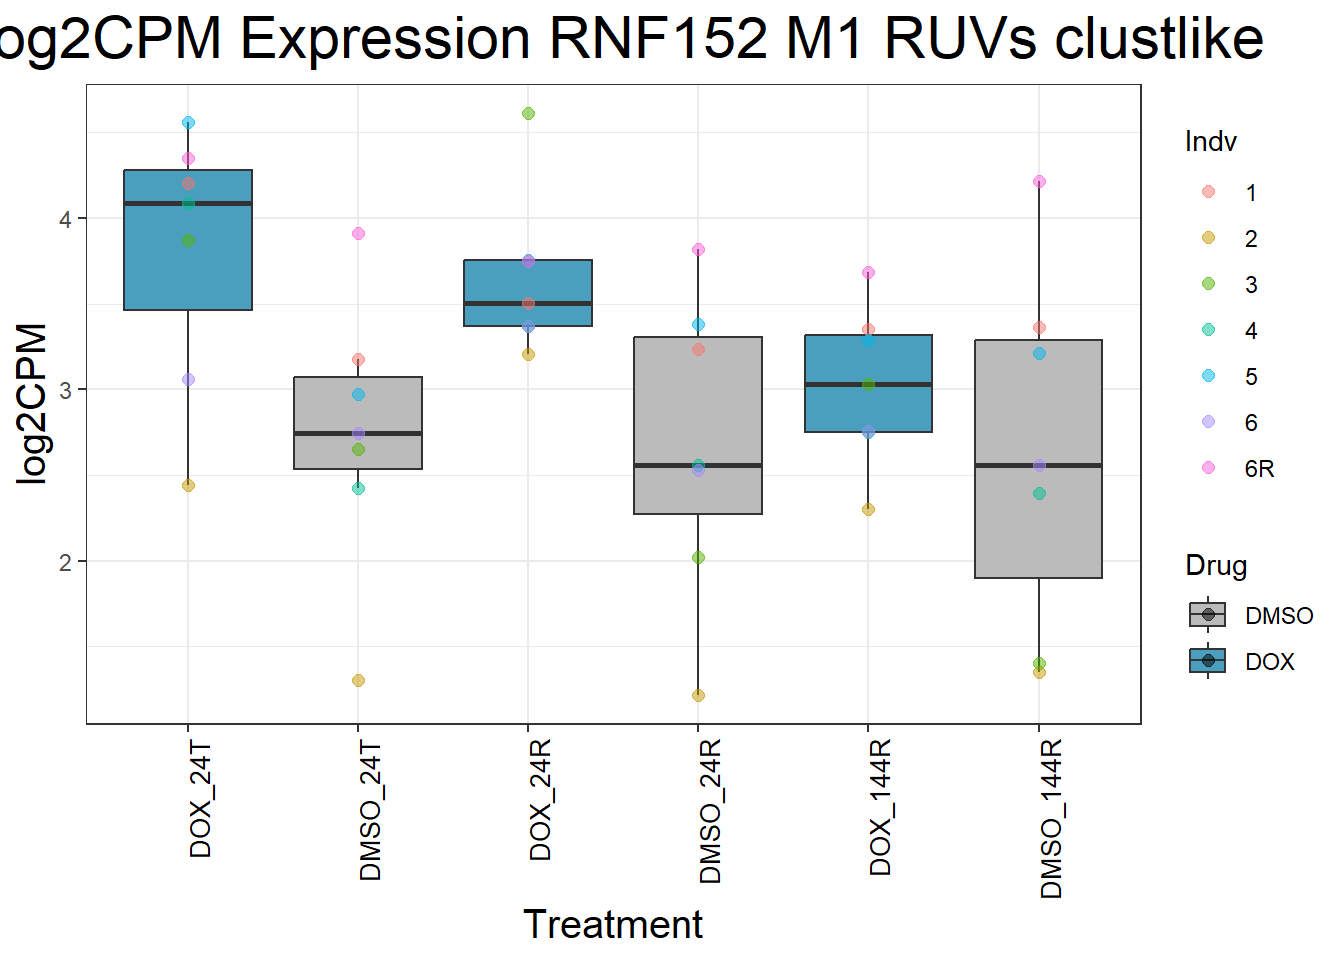 og2CPM Expression RNF152 M1 RUVs clustlike
log2CPM
4
3
2
DOX_24T
DMSO_24T
DOX_24R
DMSO_24R
DOX_144R
DMSO_144R
Treatment
Indv
1
2
3
4
5
6
6R
Drug
DMSO
DOX